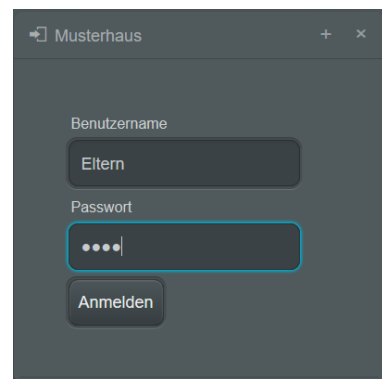 Musterhaus
Benutzername
Eltern
Passwort
••••
Anmelden